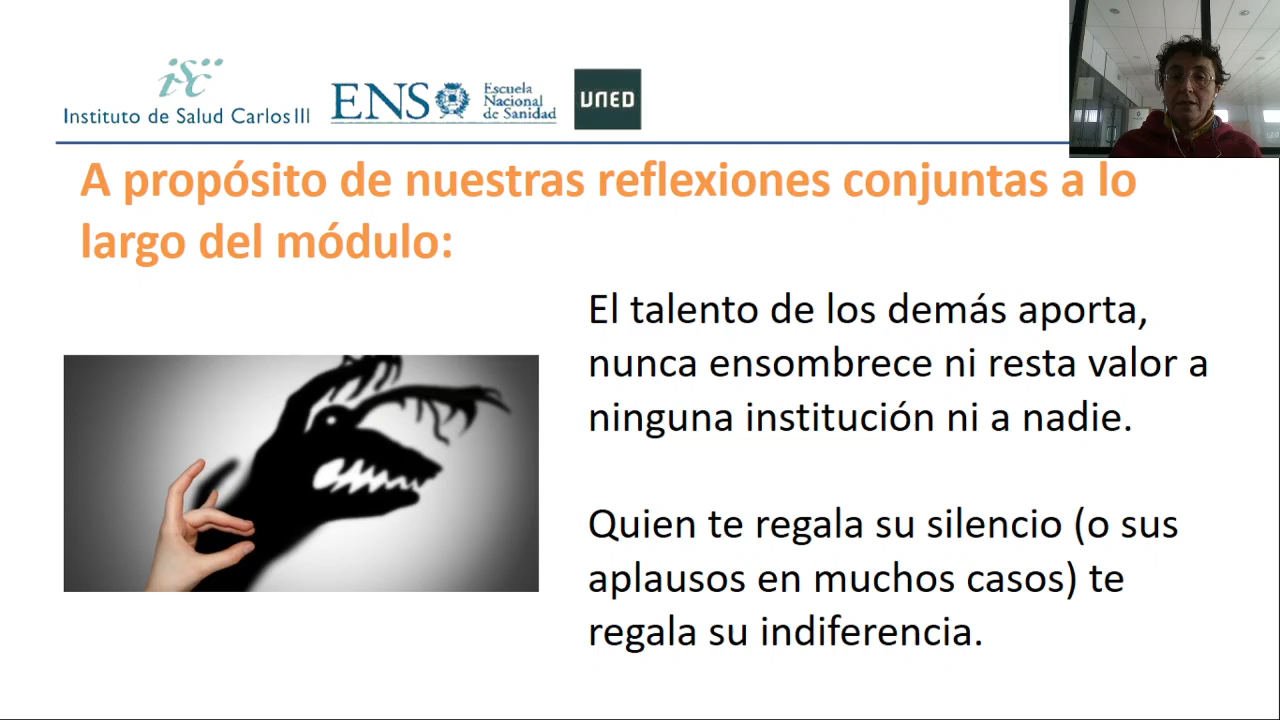 isc
Instituto de Salud Carlos III
ENS
Escuela
Nacional
de Sanidad
UNED
A propósito de nuestras reflexiones conjuntas a lo
largo del módulo:
El talento de los demás aporta,
nunca ensombrece ni resta valor a
ninguna institución ni a nadie.
Quien te regala su silencio (o sus
aplausos en muchos casos) te
regala su indiferencia.